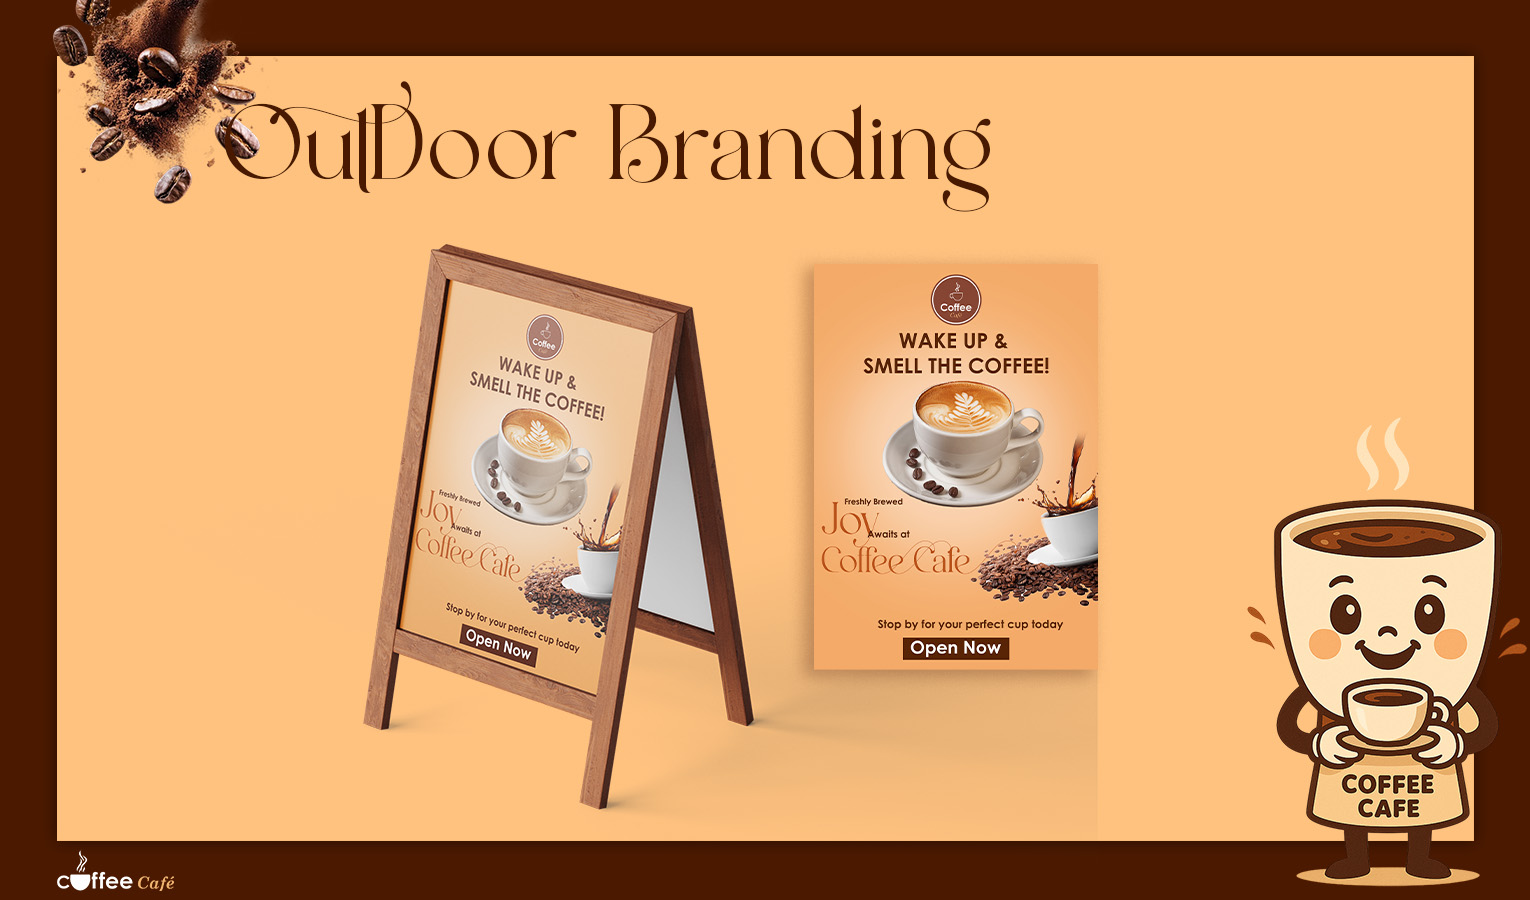 OutDoor Branding
Coffee
Café
WAKE UP &
SMELL THE COFFEE!
Freshly Brewed
Joy
Awaits at
Coffee Cafe
Stop by for your perfect cup today
Open Now
Coffee
Café
WAKE UP &
SMELL THE COFFEE!
Freshly Brewed
Joy
Awaits at
Coffee Cafe
Stop by for your perfect cup today
Open Now
COFFEE
CAFE
coffee Café